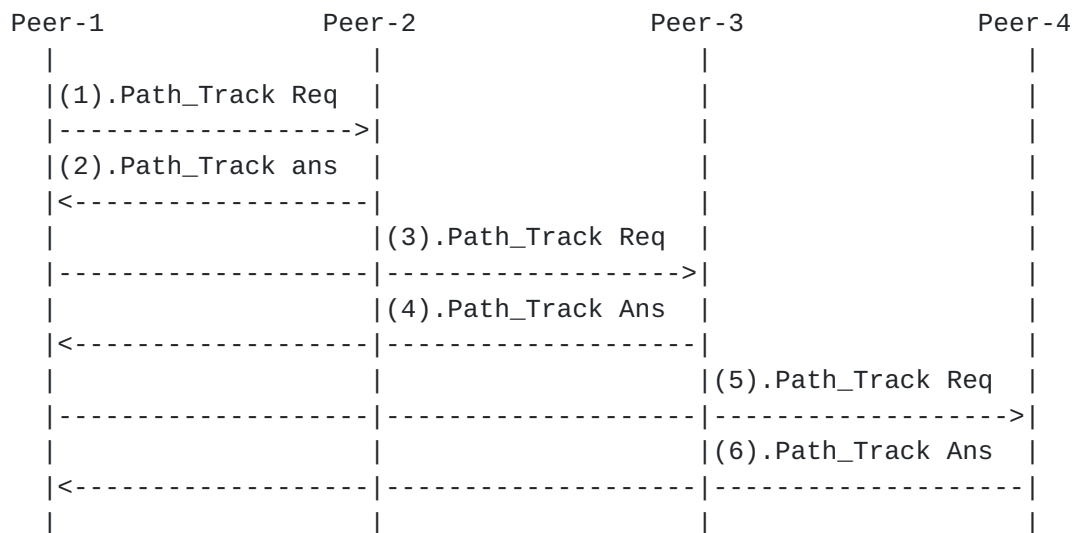 Peer-1 Peer-2 Peer-3 Peer-4
(1).Path_Track Req
(2).Path_Track ans
(3).Path_Track Req
(4).Path_Track Ans
(5).Path_Track Req
(6).Path_Track Ans